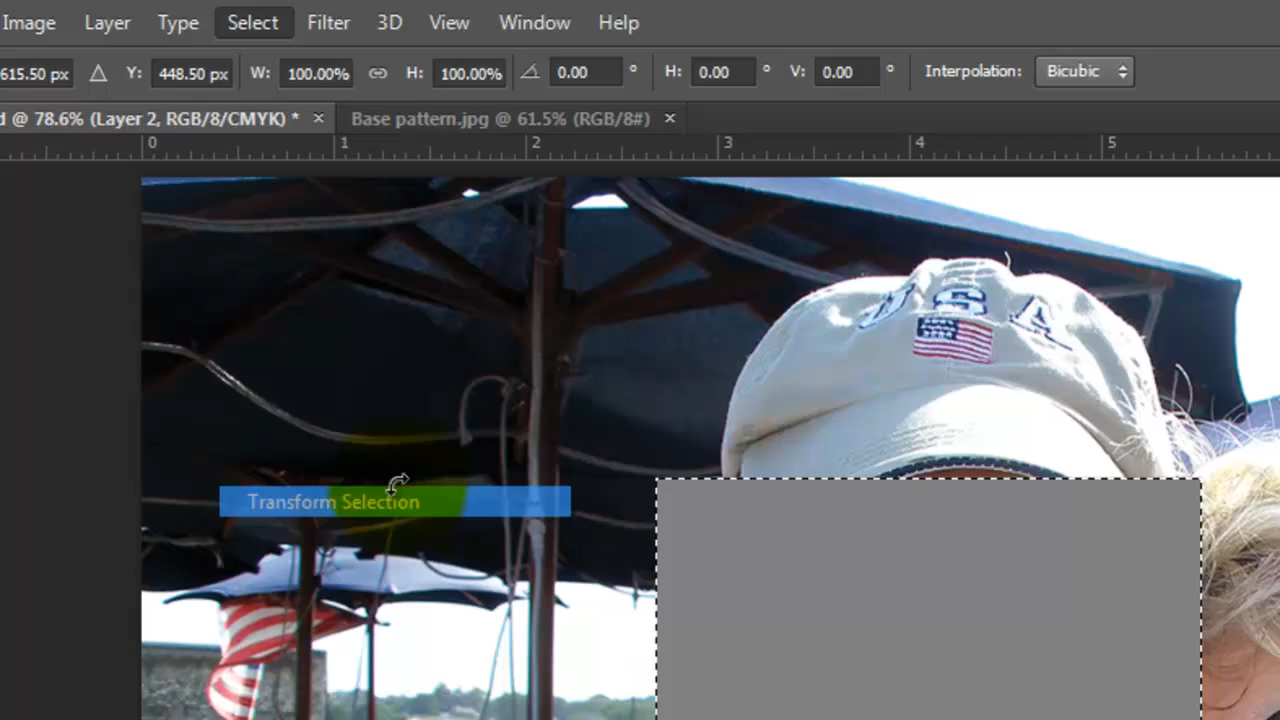 Image Layer Type Select Filter 3D View Window Help
615.50 px Y: 448.50 px W: 100.00% H: 100.00% 0.00 ° H: 0.00 ° V: 0.00 ° Interpolation: Bicubic
d @ 78.6% (Layer 2, RGB/8/CMYK) * × Base pattern.jpg @ 61.5% (RGB/8#) ×
0 1 2 3 4 5
USA
Transform Selection